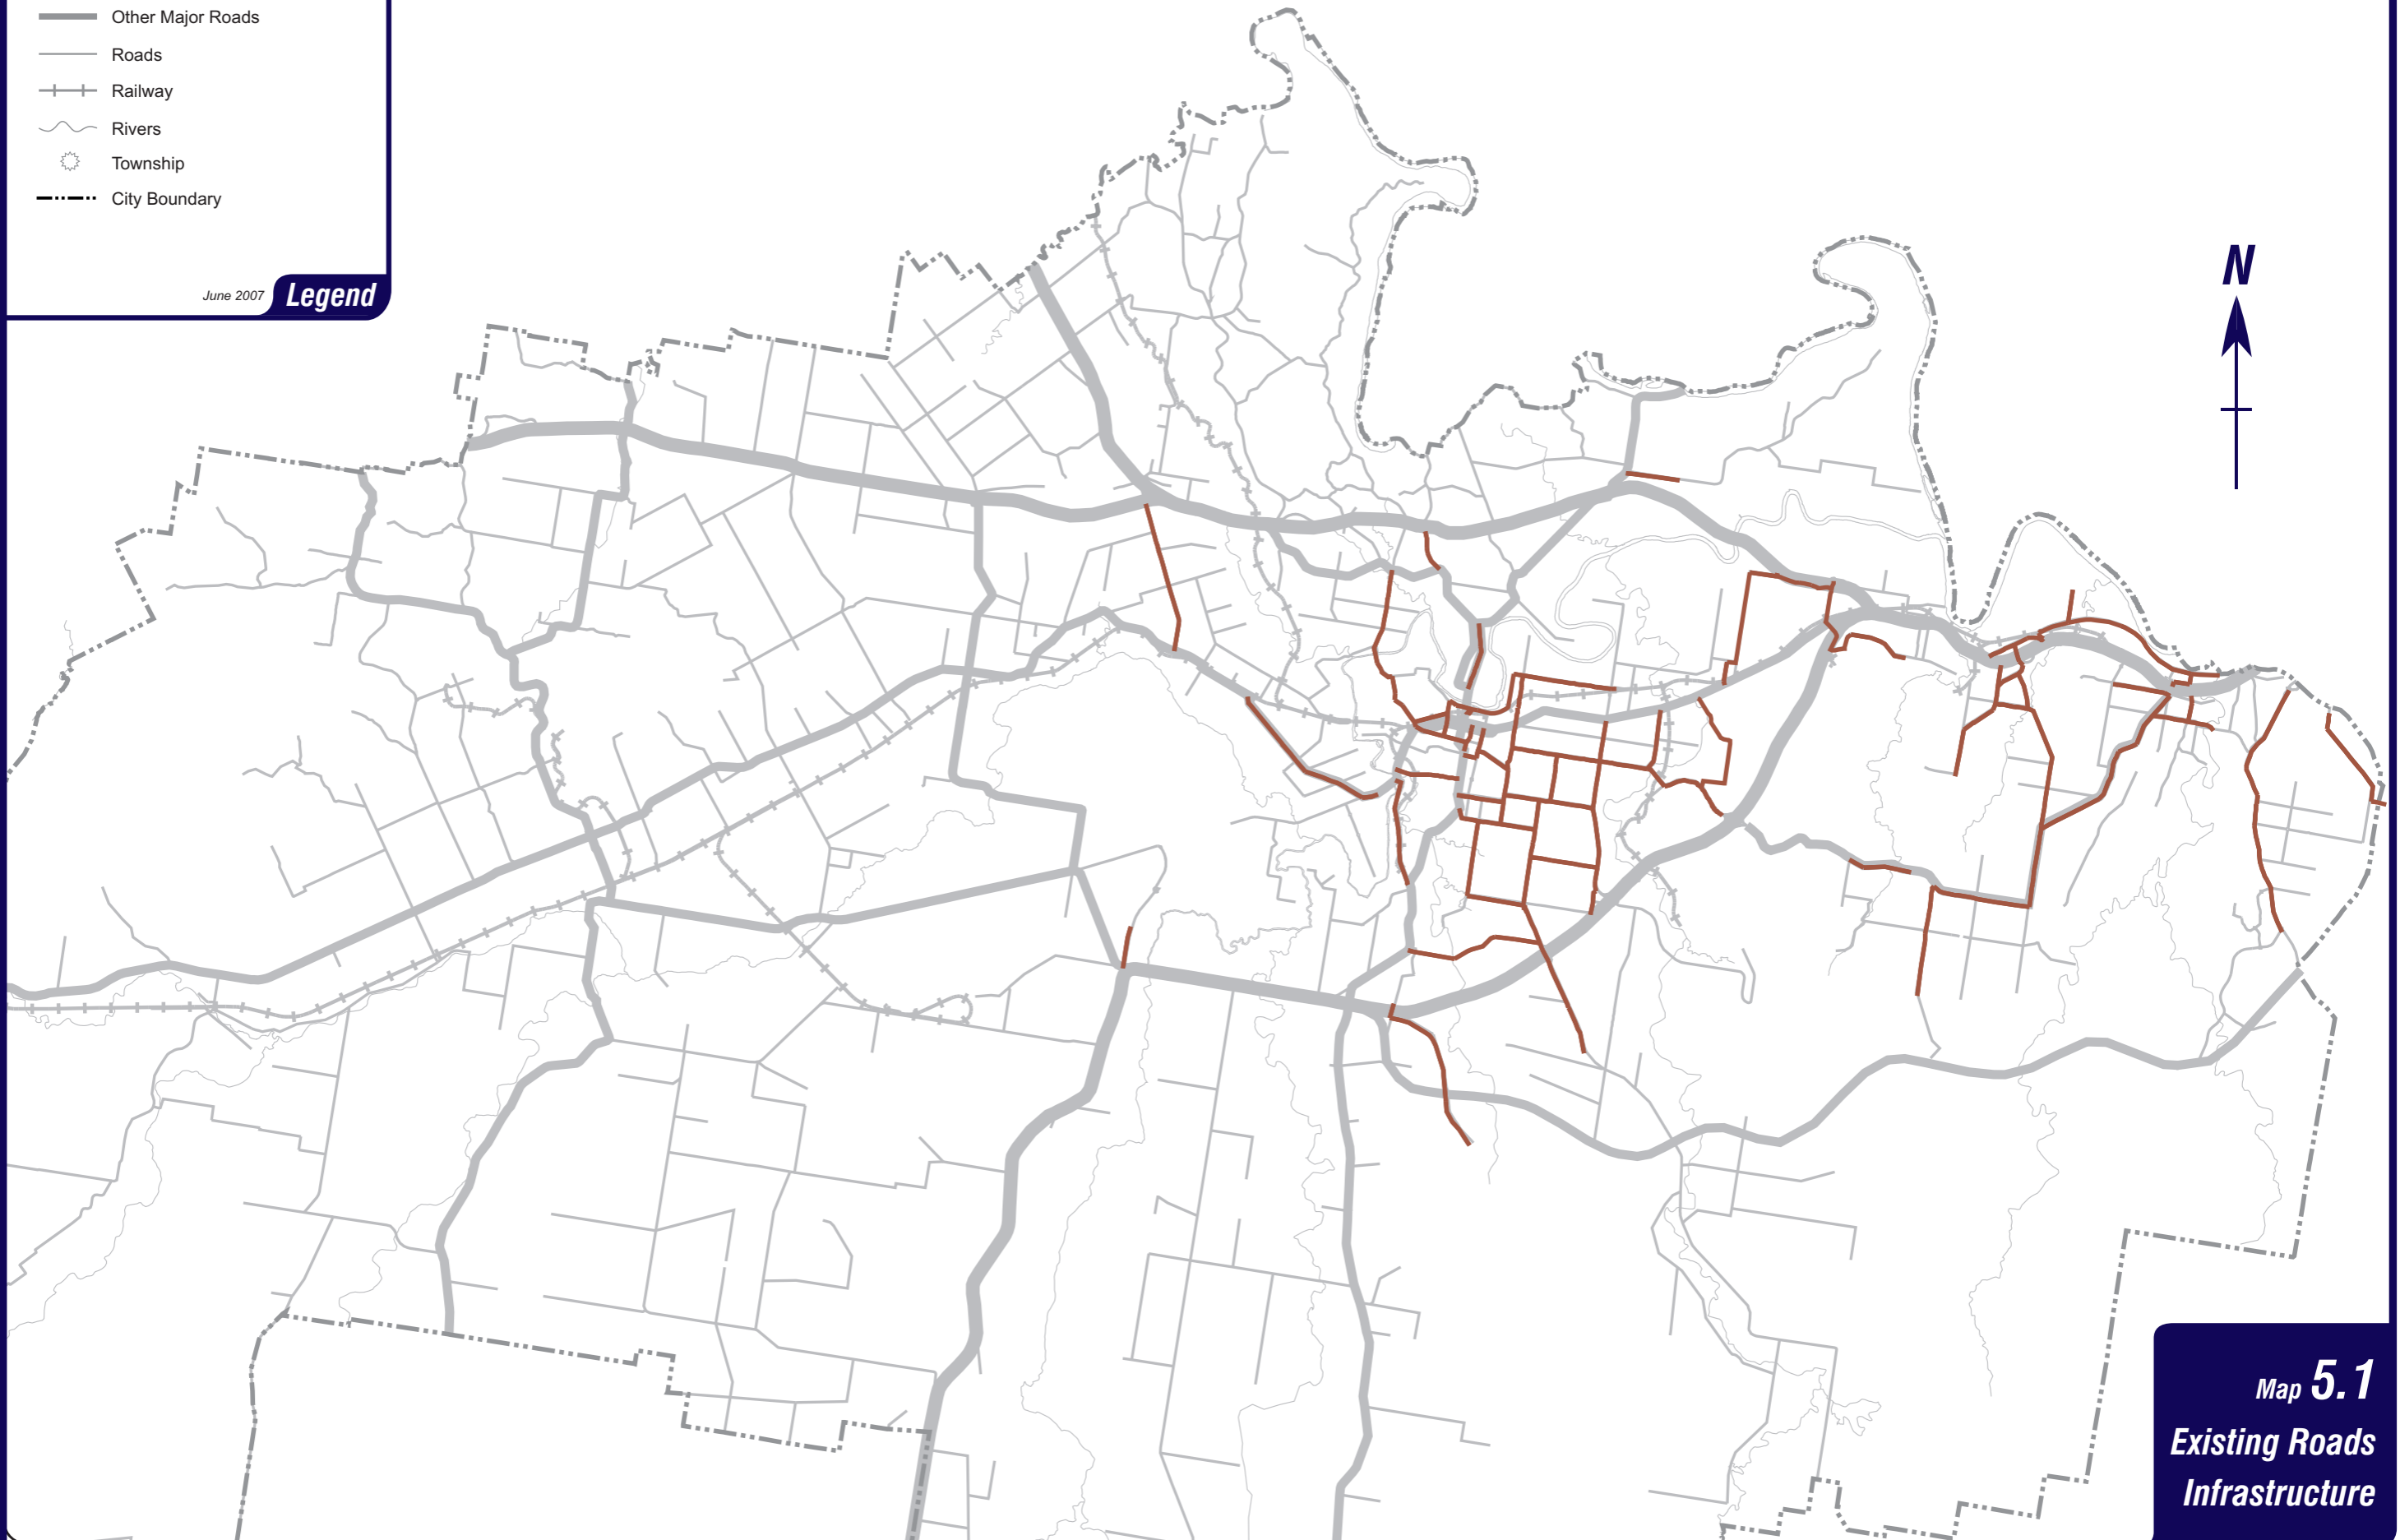 Other Major Roads
Roads
Railway
Rivers
Township
City Boundary
June 2007
Legend
N
Map 5.1
Existing Roads
Infrastructure